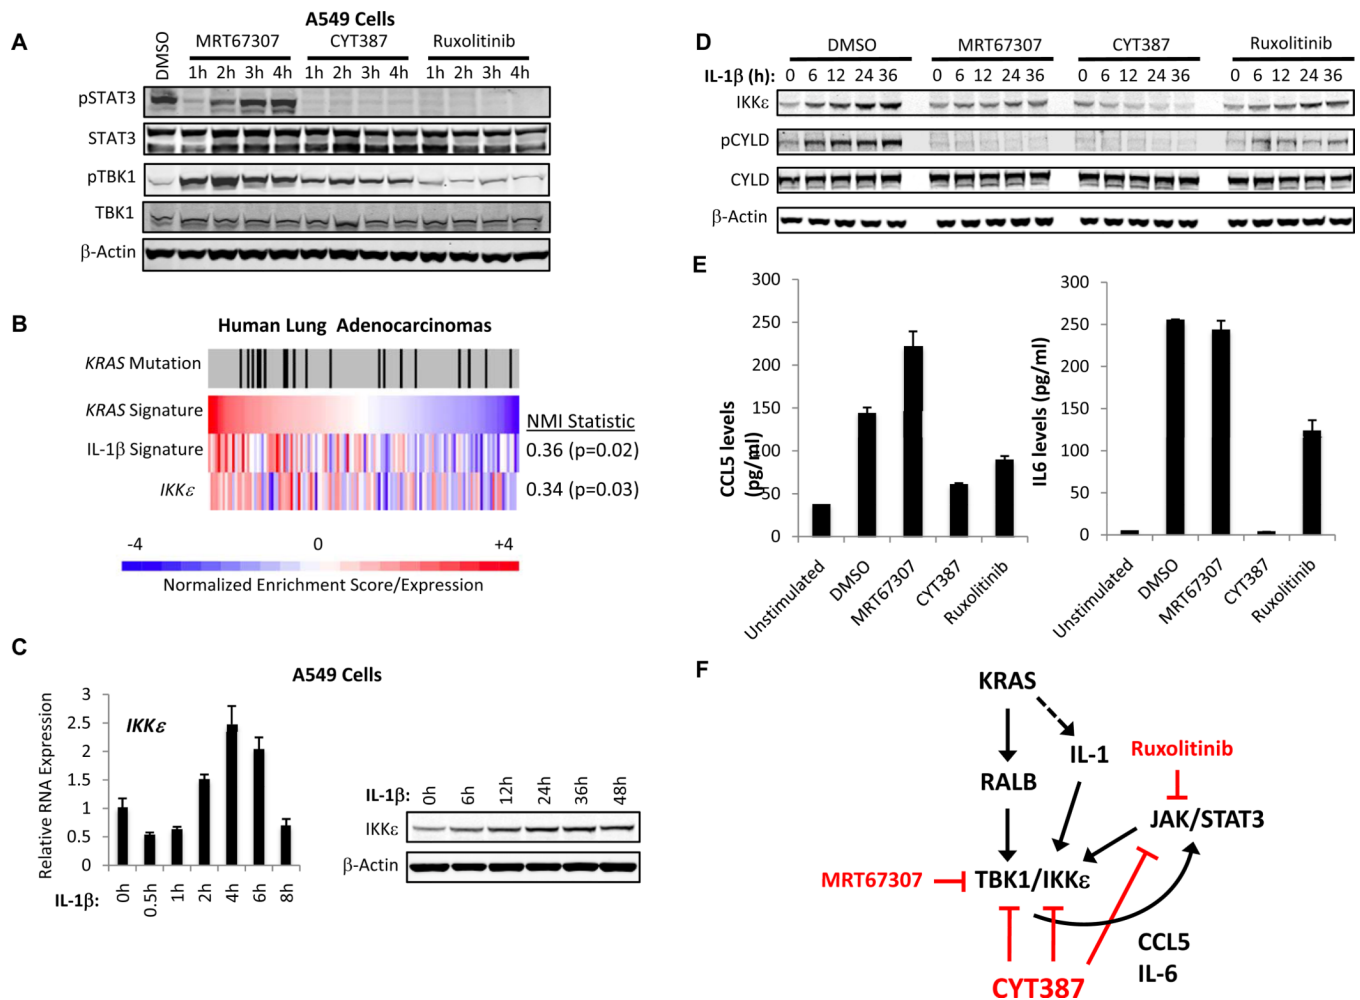 A
A549 Cells
DMSO
MRT67307
CYT387
Ruxolitinib
1h 2h 3h 4h 1h 2h 3h 4h 1h 2h 3h 4h
pSTAT3
STAT3
pTBK1
TBK1
β-Actin
B
Human Lung Adenocarcinomas
KRAS Mutation
KRAS Signature
IL-1β Signature
IKKε
NMI Statistic
0.36 (p=0.02)
0.34 (p=0.03)
-4 0 +4
Normalized Enrichment Score/Expression
C
A549 Cells
Relative RNA Expression
3
2.5
2
1.5
1
0.5
0
IKKε
IL-1β: 0h 0.5h 1h 2h 4h 6h 8h
IL-1β: 0h 6h 12h 24h 36h 48h
IKKε
β-Actin
D
DMSO MRT67307 CYT387 Ruxolitinib
IL-1β (h) 0 6 12 24 36 0 6 12 24 36 0 6 12 24 36 0 6 12 24 36
IKKε
pCYLD
CYLD
β-Actin
E
CCL5 levels
(pg/ml)
300
250
200
150
100
50
0
Unstimulated
DMSO
MRT67307
CYT387
Ruxolitinib
IL6 levels (pg/ml)
300
250
200
150
100
50
0
Unstimulated
DMSO
MRT67307
CYT387
Ruxolitinib
F
KRAS
IL-1
Ruxolitinib
RALB
JAK/STAT3
MRT67307
TBK1/IKKε
CCL5
IL-6
CYT387